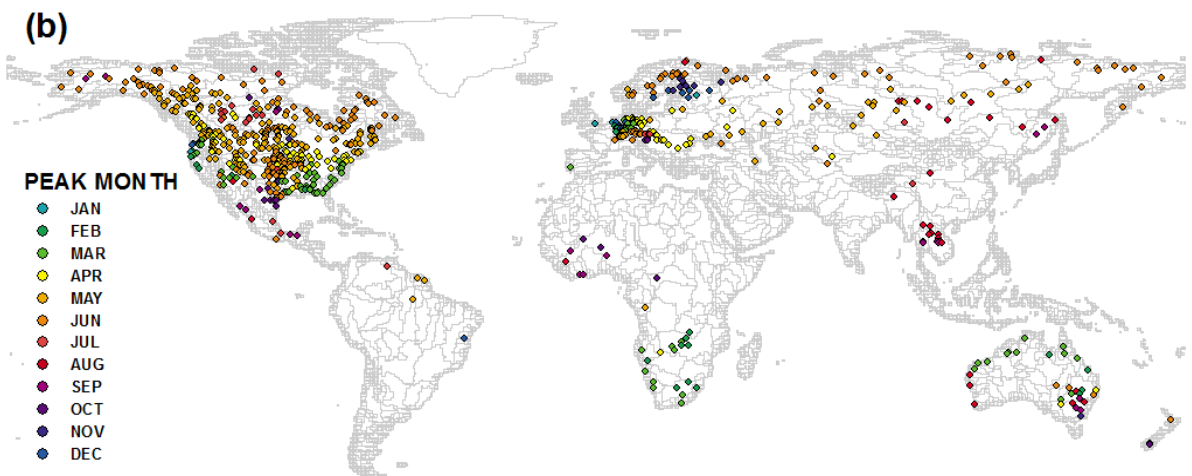 (b)
PEAK MONTH
JAN
FEB
MAR
APR
MAY
JUN
JUL
AUG
SEP
OCT
NOV
DEC